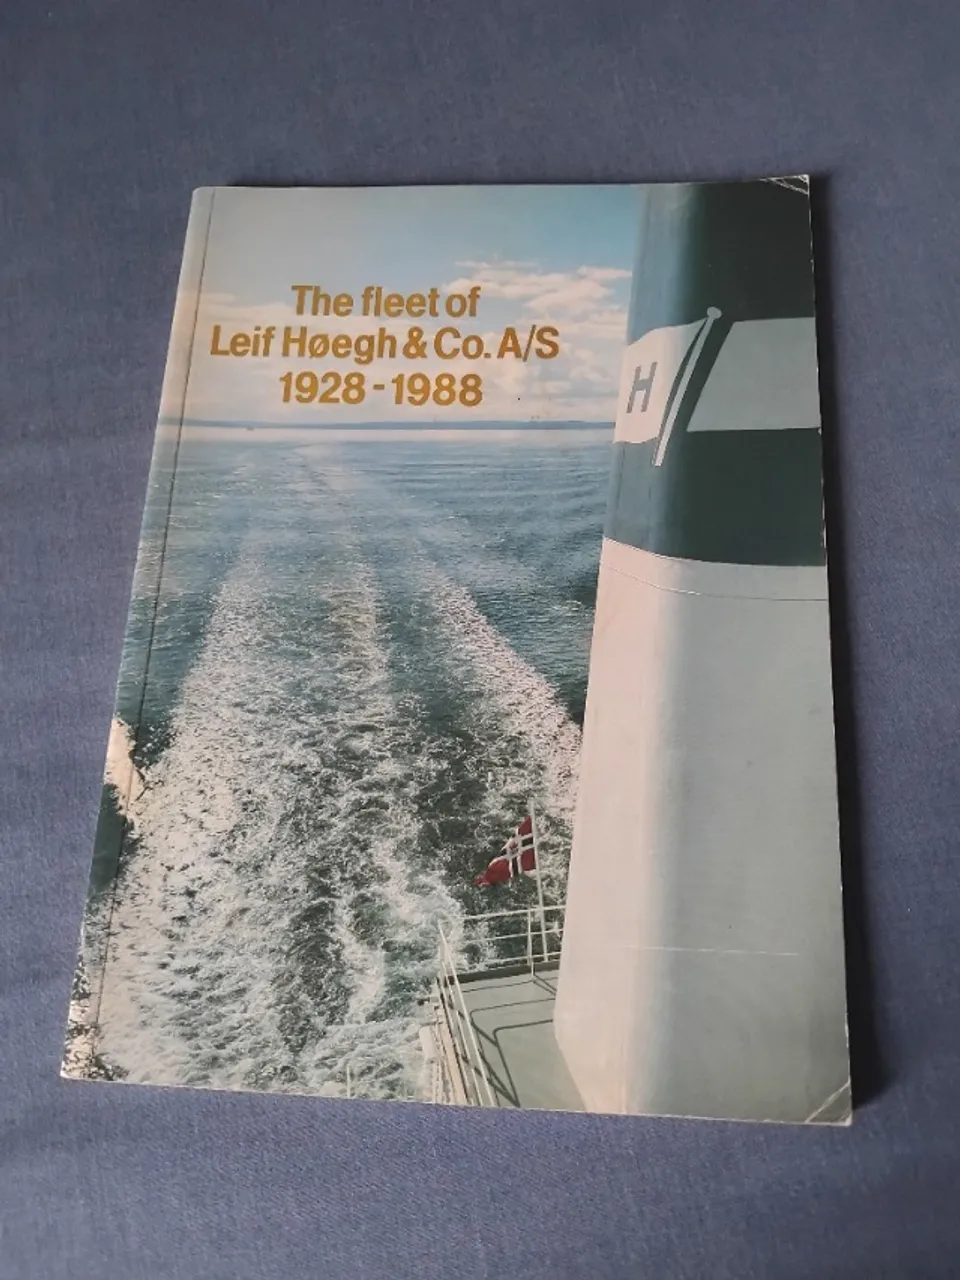 The fleet of
Leif Høegh & Co. A/S
1928-1988
H